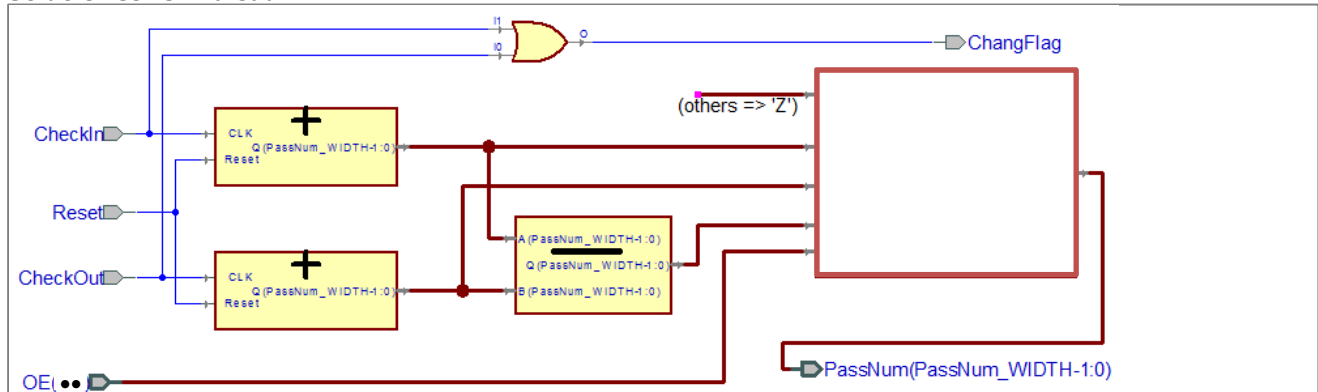 I1
I0
O
ChangFlag
(others => 'Z')
CheckIn
CLK
Q(PassNum_WIDTH-1:0)
Reset
Reset
A(PassNum_WIDTH-1:0)
Q(PassNum_WIDTH-1:0)
B(PassNum_WIDTH-1:0)
CheckOut
CLK
Q(PassNum_WIDTH-1:0)
Reset
PassNum(PassNum_WIDTH-1:0)
OE(••)